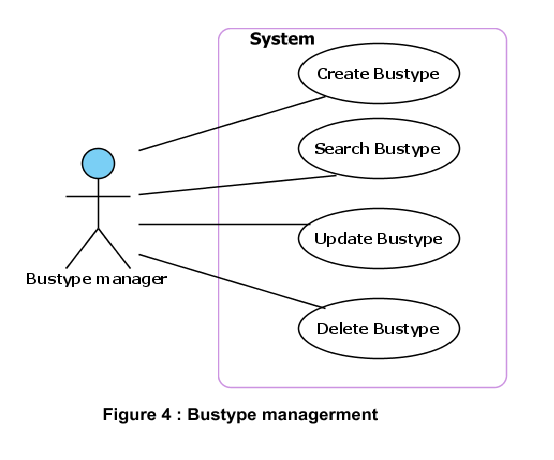 System
Create Bustype
Search Bustype
Update Bustype
Bustype manager
Delete Bustype
Figure 4 : Bustype managerment